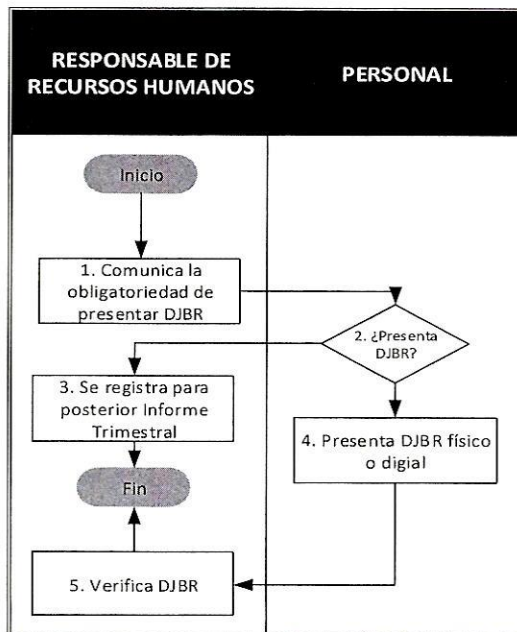 RESPONSABLE DE
RECURSOS HUMANOS
PERSONAL
Inicio
1. Comunica la
obligatoriedad de
presentar DJBR
2. ¿Presenta
DJBR?
3. Se registra para
posterior Informe
Trimestral
4. Presenta DJBR físico
o digial
Fin
5. Verifica DJBR